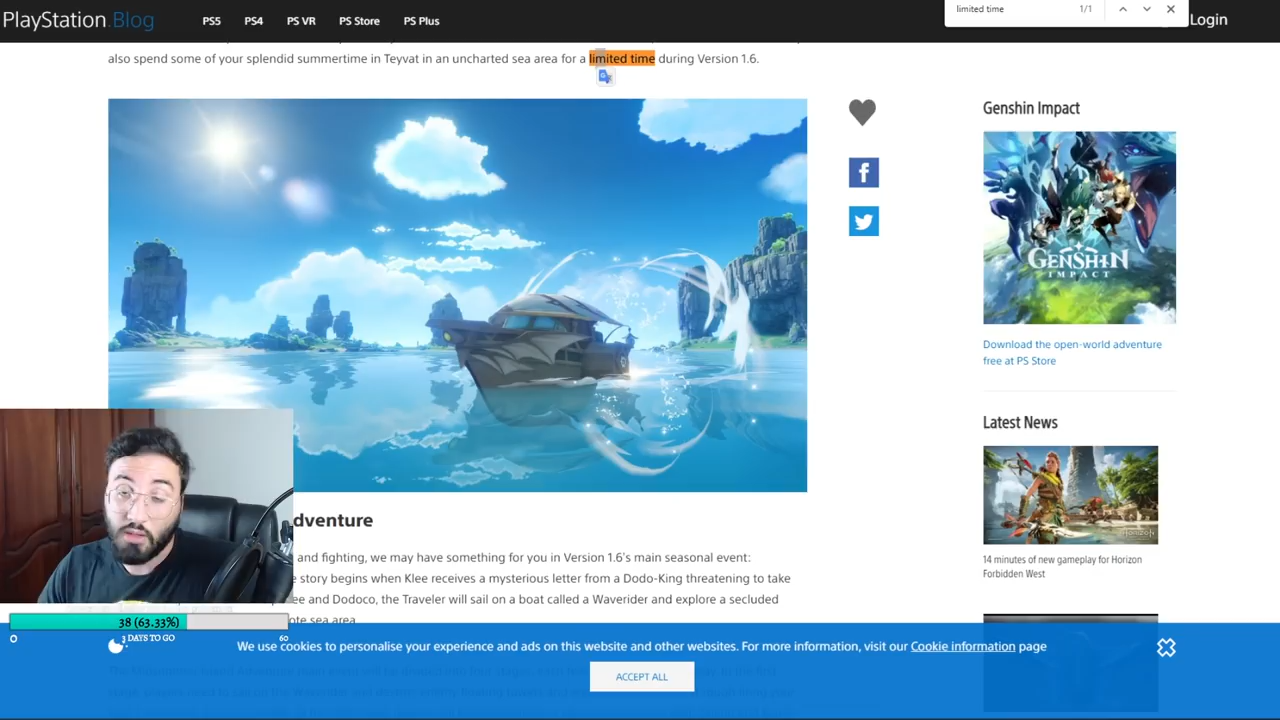 PlayStation.Blog
PS5
PS4
PS VR
PS Store
PS Plus
limited time
1/1
Login
also spend some of your splendid summertime in Teyvat in an uncharted sea area for a limited time during Version 1.6.
Genshin Impact
GENSHIN
IMPACT
Download the open-world adventure
free at PS Store
Latest News
HORIZON
14 minutes of new gameplay for Horizon
Forbidden West
dventure
and fighting, we may have something for you in Version 1.6's main seasonal event:
e story begins when Klee receives a mysterious letter from a Dodo-King threatening to take
ee and Dodoco, the Traveler will sail on a boat called a Waverider and explore a secluded
ote sea area.
38 (63.33%)
0
3 DAYS TO GO
60
We use cookies to personalise your experience and ads on this website and other websites. For more information, visit our Cookie information page
ACCEPT ALL